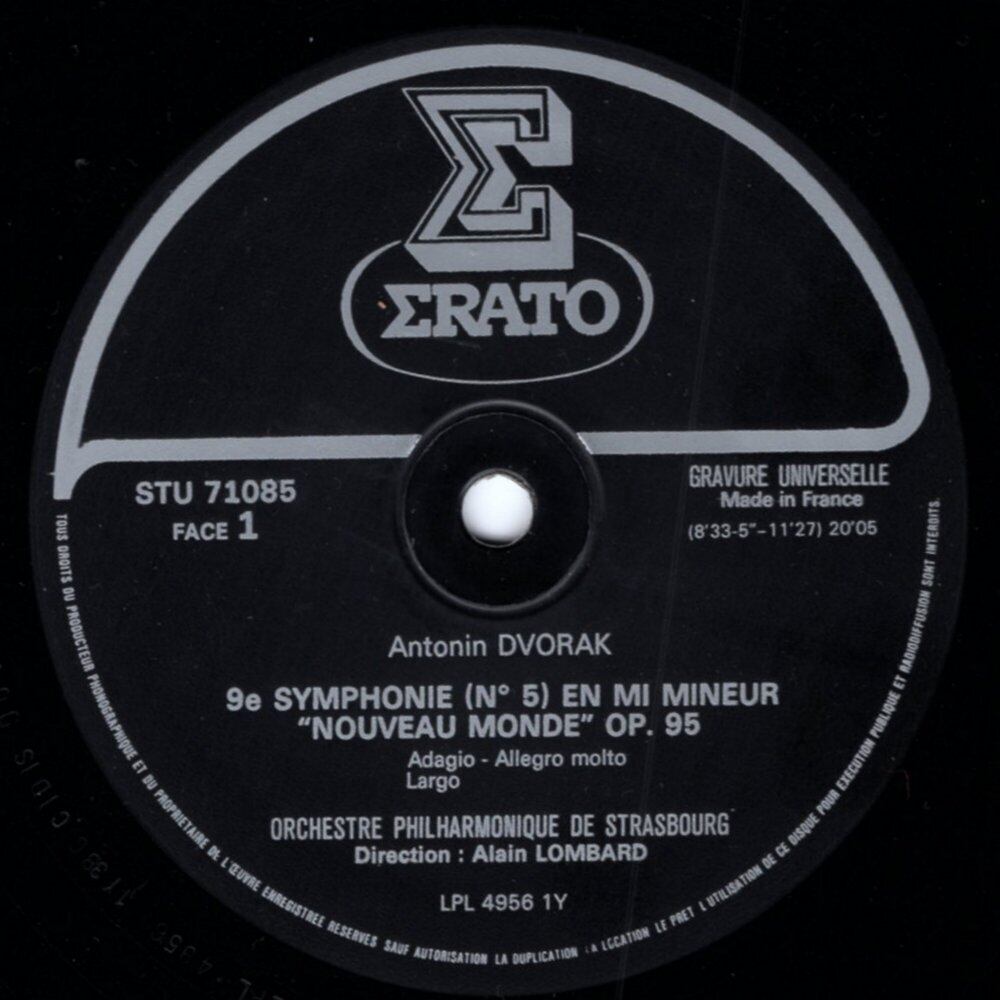 Σ
ΣRATO
STU 71085
FACE 1
GRAVURE UNIVERSELLE
Made in France
(8'33-5"-11'27) 20'05
Antonin DVORAK
9e SYMPHONIE (N° 5) EN MI MINEUR
"NOUVEAU MONDE" OP. 95
Adagio - Allegro molto
Largo
ORCHESTRE PHILHARMONIQUE DE STRASBOURG
Direction : Alain LOMBARD
LPL 4956 1Y
TOUS DROITS DU PRODUCTEUR PHONOGRAPHIQUE ET DU PROPRIETAIRE DE L'ŒUVRE ENREGISTREE RESERVES SAUF AUTORISATION LA DUPLICATION LA LOCATION LE PRET L UTILISATION DE CE DISQUE POUR EXECUTION PUBLIQUE ET RADIODIFFUSION SONT INTERDITS.